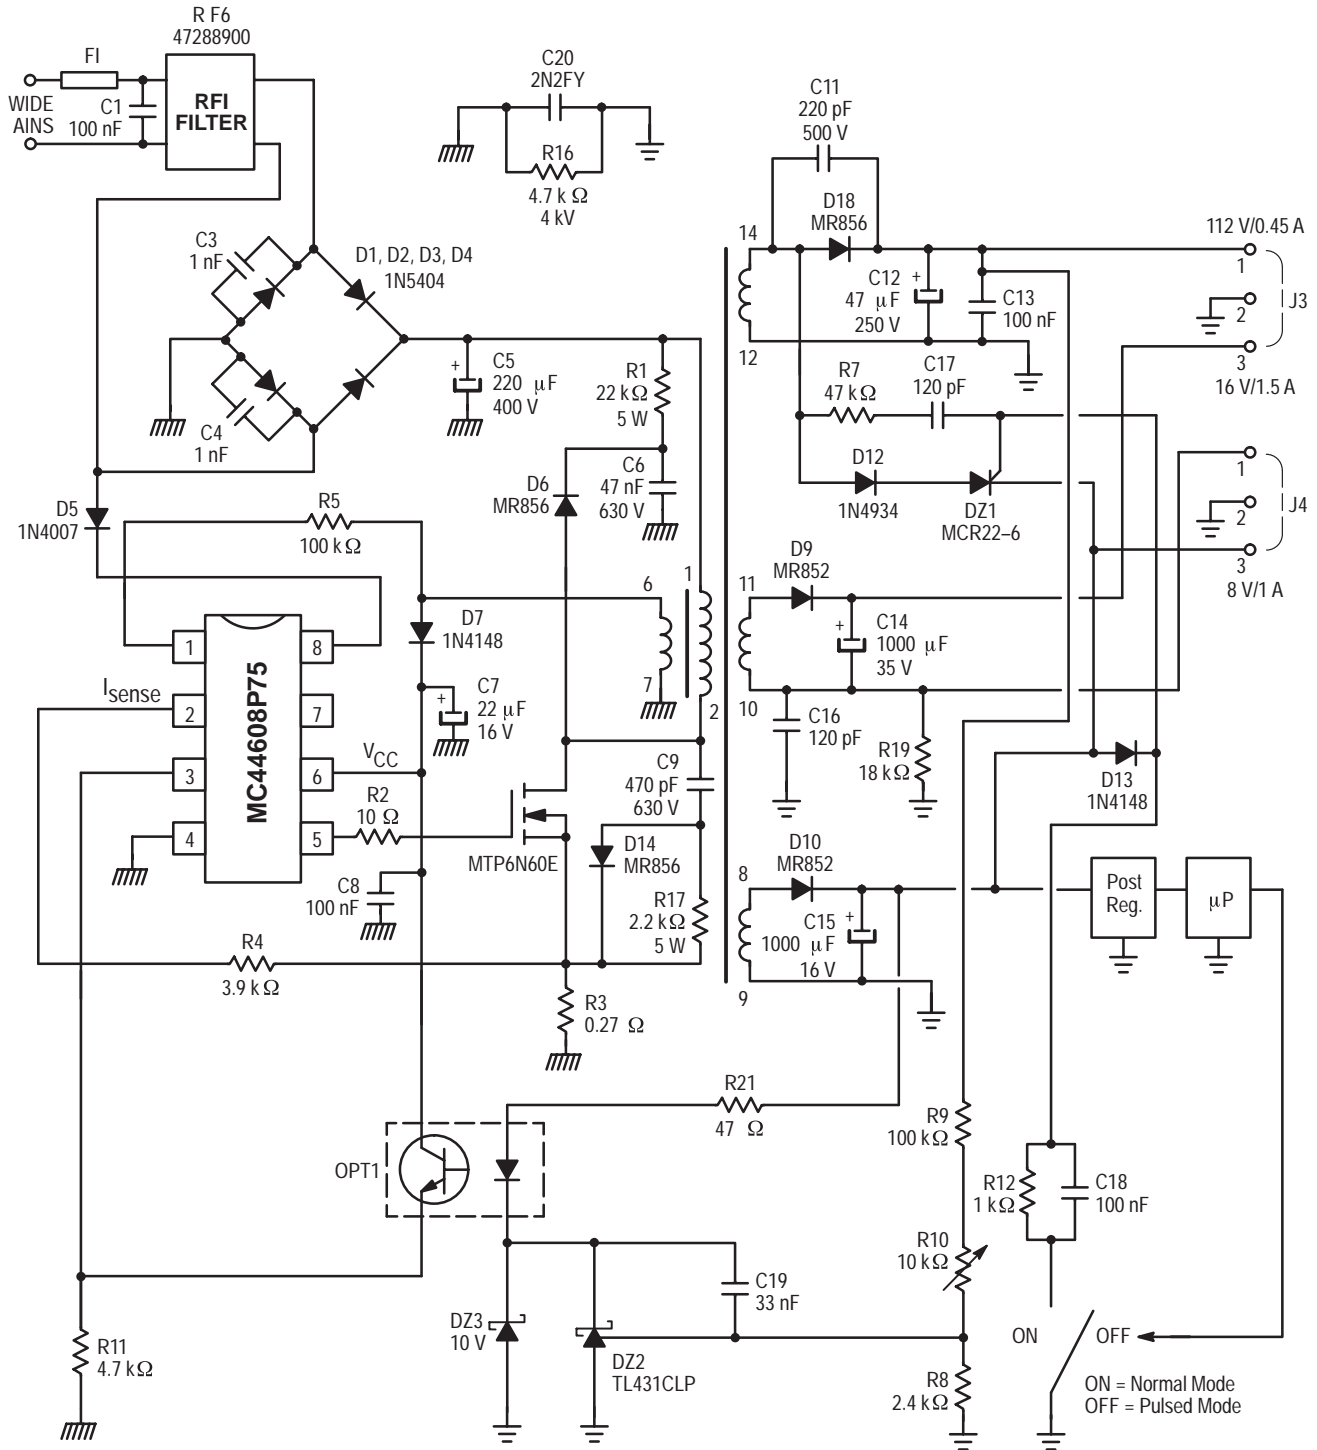 R F6
47288900
FI
WIDE
AINS
C1
100 nF
RFI
FILTER
C20
2N2FY
R16
4.7 k Ω
4 kV
C11
220 pF
500 V
D18
MR856
14
12
C12
47 µF
250 V
+
C13
100 nF
112 V/0.45 A
1
2
3
J3
16 V/1.5 A
C3
1 nF
D1, D2, D3, D4
1N5404
C4
1 nF
+
C5
220 µF
400 V
R1
22 kΩ
5 W
R7
47 kΩ
C17
120 pF
D12
1N4934
DZ1
MCR22–6
1
2
3
J4
8 V/1 A
D6
MR856
C6
47 nF
630 V
D5
1N4007
R5
100 kΩ
D9
MR852
6
1
11
7
2
10
D7
1N4148
+
C14
1000 µF
35 V
MC44608P75
1
2
3
4
8
7
6
5
Isense
VCC
+
C7
22 µF
16 V
C16
120 pF
R19
18 kΩ
D13
1N4148
R2
10 Ω
C9
470 pF
630 V
MTP6N60E
D14
MR856
D10
MR852
8
9
C8
100 nF
R17
2.2 kΩ
5 W
C15
1000 µF
16 V
+
Post
Reg.
µP
R4
3.9 kΩ
R3
0.27 Ω
R21
47 Ω
R9
100 kΩ
OPT1
R12
1 kΩ
C18
100 nF
R10
10 kΩ
C19
33 nF
DZ3
10 V
DZ2
TL431CLP
ON
OFF
R11
4.7 kΩ
R8
2.4 kΩ
ON = Normal Mode
OFF = Pulsed Mode